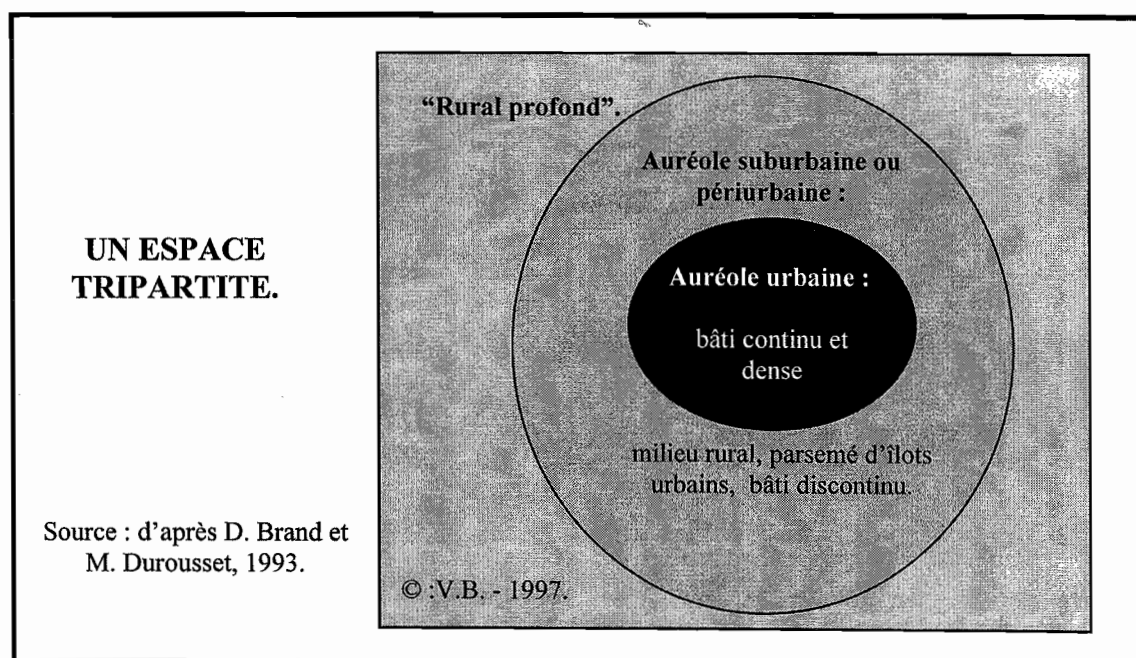 UN ESPACE
TRIPARTITE.
Source : d'après D. Brand et
M. Durousset, 1993.
“Rural profond”.
Auréole suburbaine ou
périurbaine :
Auréole urbaine :
bâti continu et
dense
milieu rural, parsemé d'îlots
urbains, bâti discontinu.
© :V.B. - 1997.